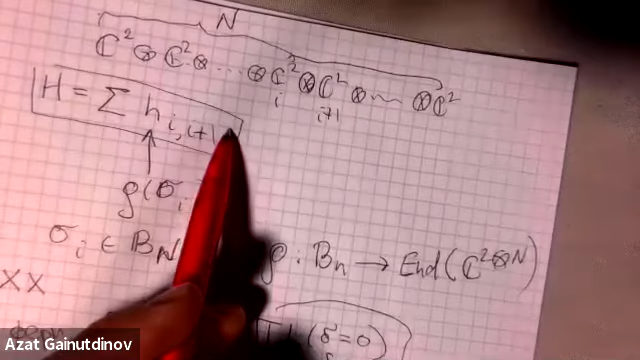 N
ℂ² ⊗ ℂ² ⊗ ... ⊗ ℂ² ⊗ ℂ² ⊗ ... ⊗ ℂ²
i i+1
H = Σ h_{i,i+1}
ρ(σ_i
σ_i ∈ B_N
ρ : B_n → End(ℂ^{2⊗N})
XX
(δ=0)
Azat Gainutdinov